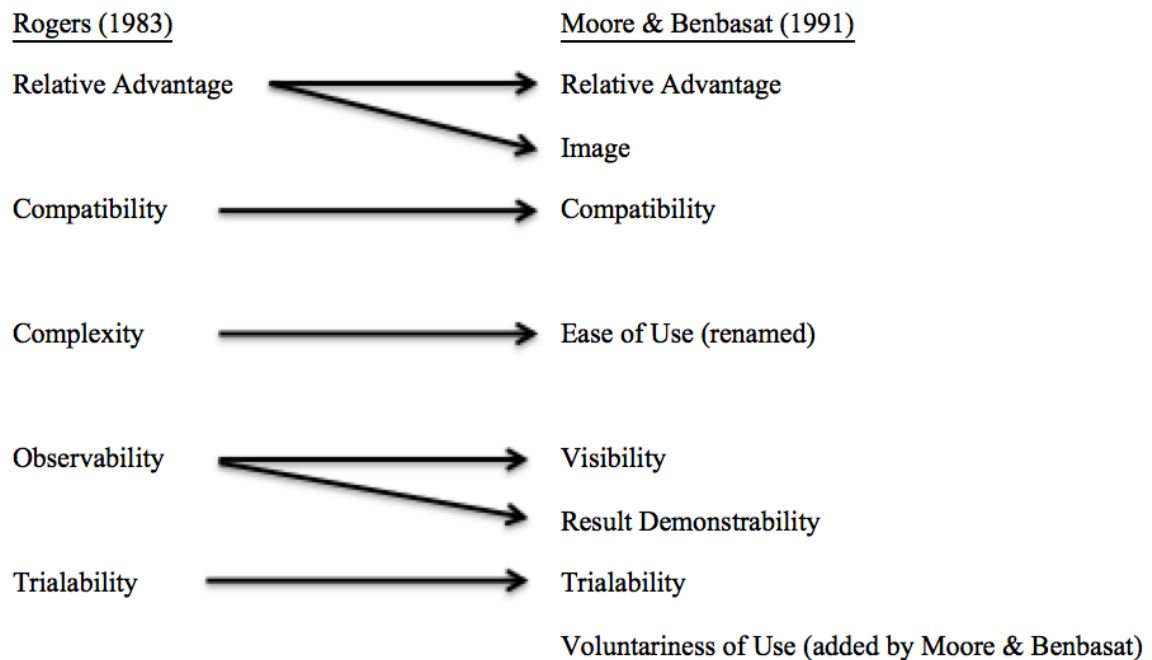 Rogers (1983) Moore & Benbasat (1991)
Relative Advantage Relative Advantage
Image
Compatibility Compatibility
Complexity Ease of Use (renamed)
Observability Visibility
Result Demonstrability
Trialability Trialability
Voluntariness of Use (added by Moore & Benbasat)